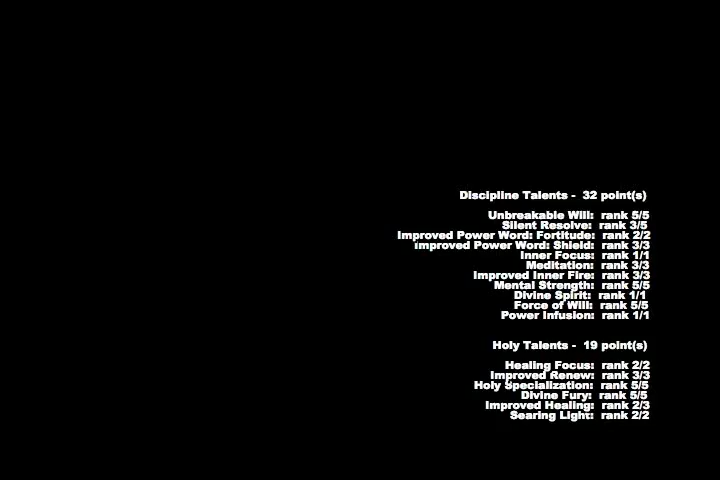 Discipline Talents -  32 point(s)
Unbreakable Will:  rank 5/5
Silent Resolve:  rank 3/5
Improved Power Word: Fortitude:  rank 2/2
Improved Power Word: Shield:  rank 3/3
Inner Focus:  rank 1/1
Meditation:  rank 3/3
Improved Inner Fire:  rank 3/3
Mental Strength:  rank 5/5
Divine Spirit:  rank 1/1
Force of Will:  rank 5/5
Power Infusion:  rank 1/1
Holy Talents -  19 point(s)
Healing Focus:  rank 2/2
Improved Renew:  rank 3/3
Holy Specialization:  rank 5/5
Divine Fury:  rank 5/5
Improved Healing:  rank 2/3
Searing Light:  rank 2/2